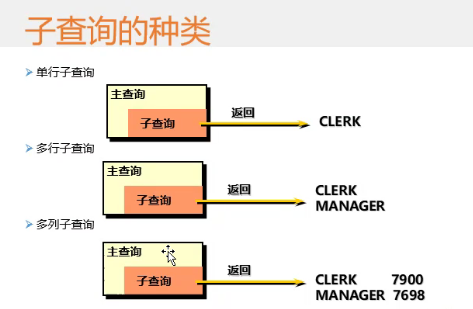 子查询的种类
单行子查询
主查询
子查询
返回
CLERK
多行子查询
主查询
子查询
返回
CLERK
MANAGER
多列子查询
主查询
子查询
返回
CLERK 7900
MANAGER 7698